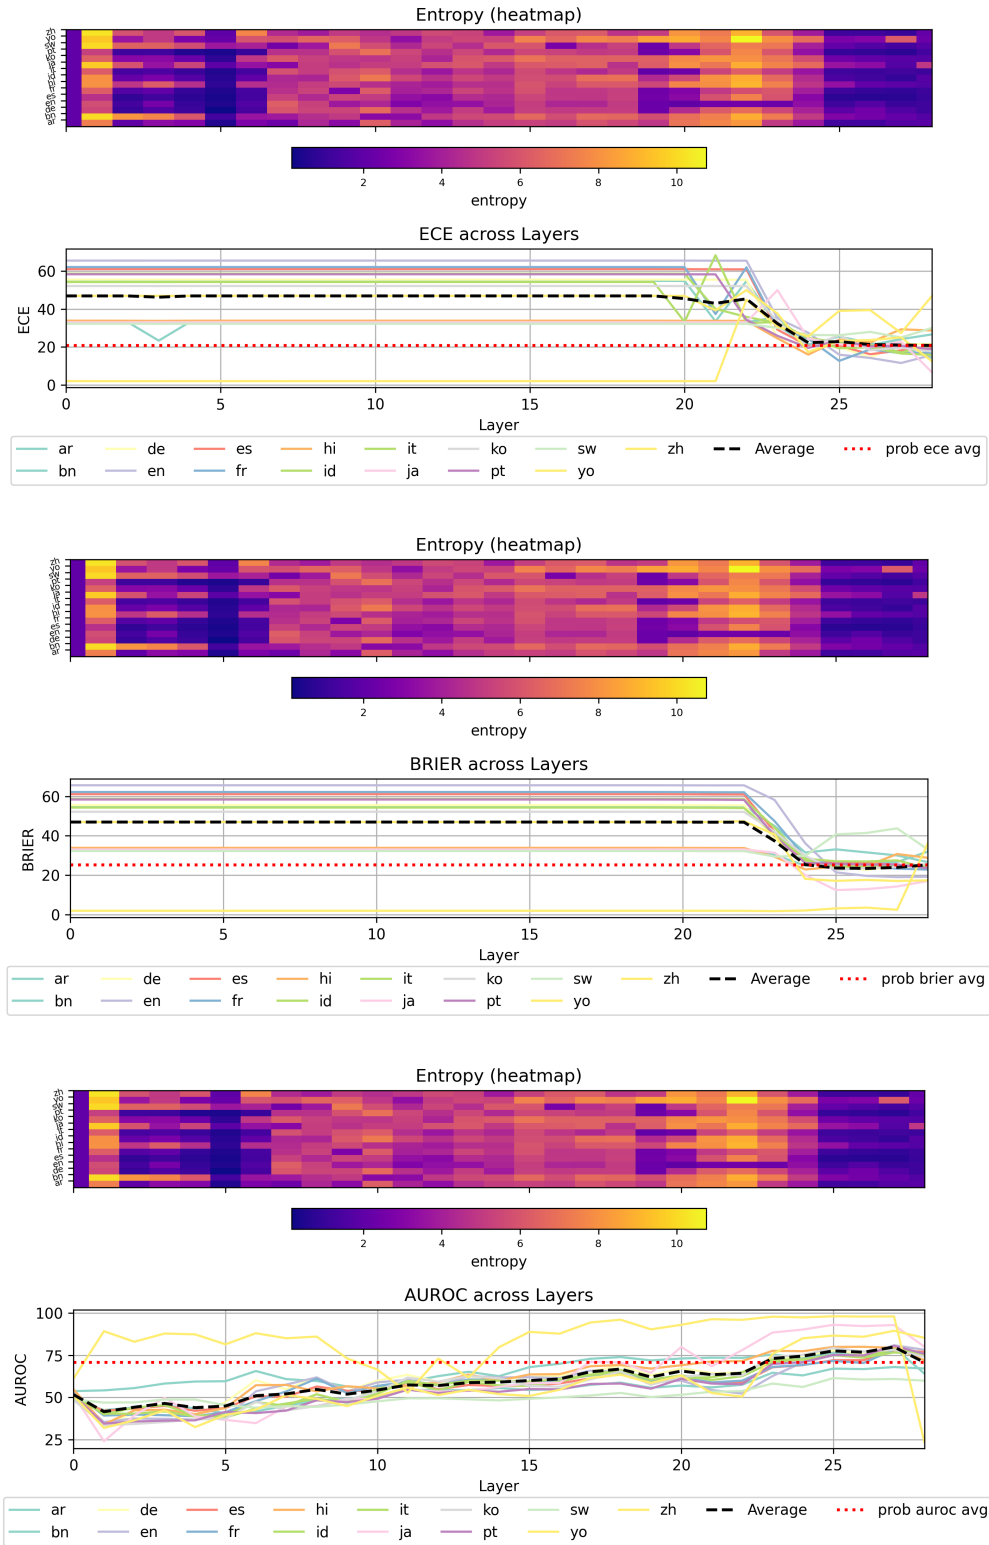 Entropy (heatmap)
2 4 6 8 10
entropy
ECE across Layers
60
40
20
0
ECE
0 5 10 15 20 25
Layer
ar de es hi it ko sw zh Average prob ece avg
bn en fr id ja pt yo
Entropy (heatmap)
2 4 6 8 10
entropy
BRIER across Layers
60
40
20
0
BRIER
0 5 10 15 20 25
Layer
ar de es hi it ko sw zh Average prob brier avg
bn en fr id ja pt yo
Entropy (heatmap)
2 4 6 8 10
entropy
AUROC across Layers
100
75
50
25
AUROC
0 5 10 15 20 25
Layer
ar de es hi it ko sw zh Average prob auroc avg
bn en fr id ja pt yo